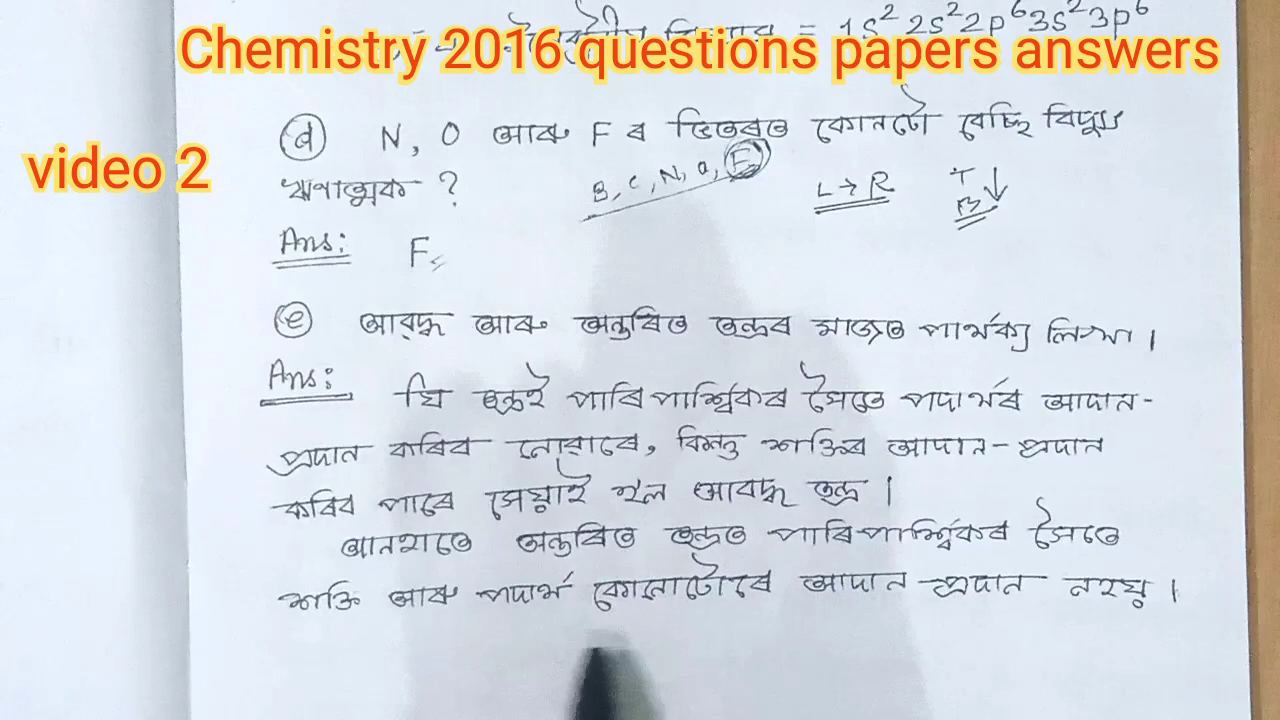 = 1s² 2s² 2p⁶ 3s² 3p⁶
Chemistry 2016 questions papers answers
video 2
ⓓ N, O আৰু F ৰ ভিতৰত কোনটো বেছি বিদ্যুৎ
ঋণাত্মক ?
B, C, N, O, F
L → R
T
B
Ans: F
ⓔ আৱদ্ধ আৰু অন্তৰিত তন্ত্ৰৰ মাজত পাৰ্থক্য লিখা ।
Ans: যি তন্ত্ৰই পাৰিপাৰ্শ্বিকৰ সৈতে পদাৰ্থৰ আদান-
প্ৰদান কৰিব নোৱাৰে, কিন্তু শক্তিৰ আদান-প্ৰদান
কৰিব পাৰে সেয়াই হ'ল আৱদ্ধ তন্ত্ৰ ।
আনহাতে অন্তৰিত তন্ত্ৰত পাৰিপাৰ্শ্বিকৰ সৈতে
শক্তি আৰু পদাৰ্থ কোনোটোৰে আদান প্ৰদান নহয় ।